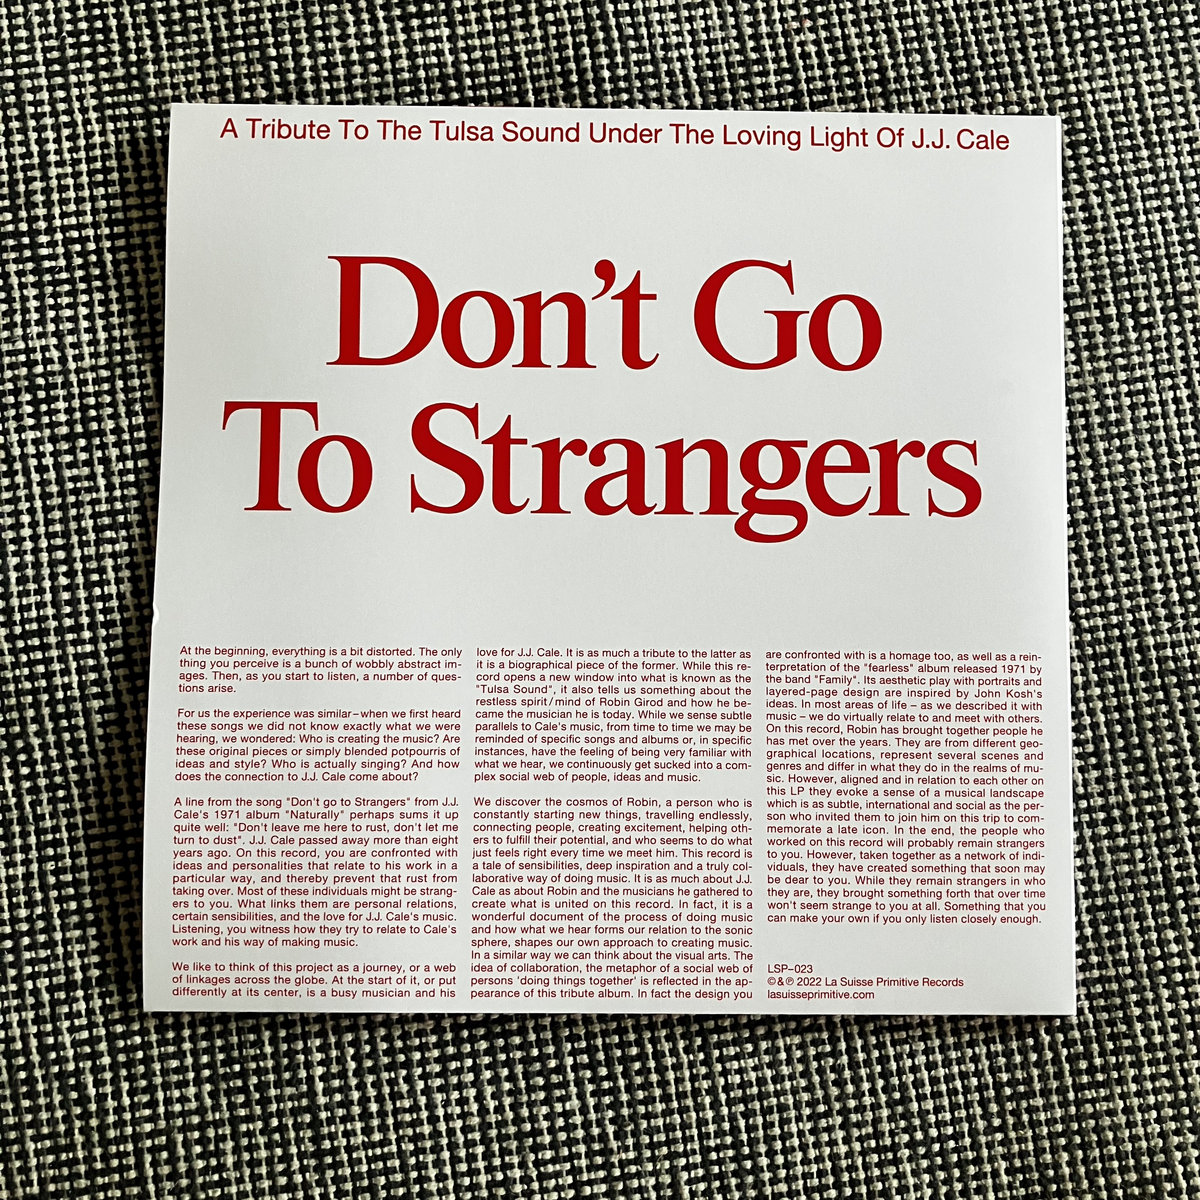 A Tribute To The Tulsa Sound Under The Loving Light Of J.J. Cale
Don't Go
To Strangers
At the beginning, everything is a bit distorted. The only
thing you perceive is a bunch of wobbly abstract im-
ages. Then, as you start to listen, a number of ques-
tions arise.
For us the experience was similar – when we first heard
these songs we did not know exactly what we were
hearing, we wondered: Who is creating the music? Are
these original pieces or simply blended potpourris of
ideas and style? Who is actually singing? And how
does the connection to J.J. Cale come about?
A line from the song "Don't go to Strangers" from J.J.
Cale's 1971 album "Naturally" perhaps sums it up
quite well: "Don't leave me here to rust, don't let me
turn to dust". J.J. Cale passed away more than eight
years ago. On this record, you are confronted with
ideas and personalities that relate to his work in a
particular way, and thereby prevent that rust from
taking over. Most of these individuals might be strang-
ers to you. What links them are personal relations,
certain sensibilities, and the love for J.J. Cale's music.
Listening, you witness how they try to relate to Cale's
work and his way of making music.
We like to think of this project as a journey, or a web
of linkages across the globe. At the start of it, or put
differently at its center, is a busy musician and his
love for J.J. Cale. It is as much a tribute to the latter as
it is a biographical piece of the former. While this re-
cord opens a new window into what is known as the
"Tulsa Sound", it also tells us something about the
restless spirit/mind of Robin Girod and how he be-
came the musician he is today. While we sense subtle
parallels to Cale's music, from time to time we may be
reminded of specific songs and albums or, in specific
instances, have the feeling of being very familiar with
what we hear, we continuously get sucked into a com-
plex social web of people, ideas and music.
We discover the cosmos of Robin, a person who is
constantly starting new things, travelling endlessly,
connecting people, creating excitement, helping oth-
ers to fulfill their potential, and who seems to do what
just feels right every time we meet him. This record is
a tale of sensibilities, deep inspiration and a truly col-
laborative way of doing music. It is as much about J.J.
Cale as about Robin and the musicians he gathered to
create what is united on this record. In fact, it is a
wonderful document of the process of doing music
and how what we hear forms our relation to the sonic
sphere, shapes our own approach to creating music.
In a similar way we can think about the visual arts. The
idea of collaboration, the metaphor of a social web of
persons 'doing things together' is reflected in the ap-
pearance of this tribute album. In fact the design you
are confronted with is a homage too, as well as a rein-
terpretation of the "fearless" album released 1971 by
the band "Family". Its aesthetic play with portraits and
layered-page design are inspired by John Kosh's
ideas. In most areas of life – as we described it with
music – we do virtually relate to and meet with others.
On this record, Robin has brought together people he
has met over the years. They are from different geo-
graphical locations, represent several scenes and
genres and differ in what they do in the realms of mu-
sic. However, aligned and in relation to each other on
this LP they evoke a sense of a musical landscape
which is as subtle, international and social as the per-
son who invited them to join him on this trip to com-
memorate a late icon. In the end, the people who
worked on this record will probably remain strangers
to you. However, taken together as a network of indi-
viduals, they have created something that soon may
be dear to you. While they remain strangers in who
they are, they brought something forth that over time
won't seem strange to you at all. Something that you
can make your own if you only listen closely enough.
LSP–023
©&℗ 2022 La Suisse Primitive Records
lasuisseprimitive.com